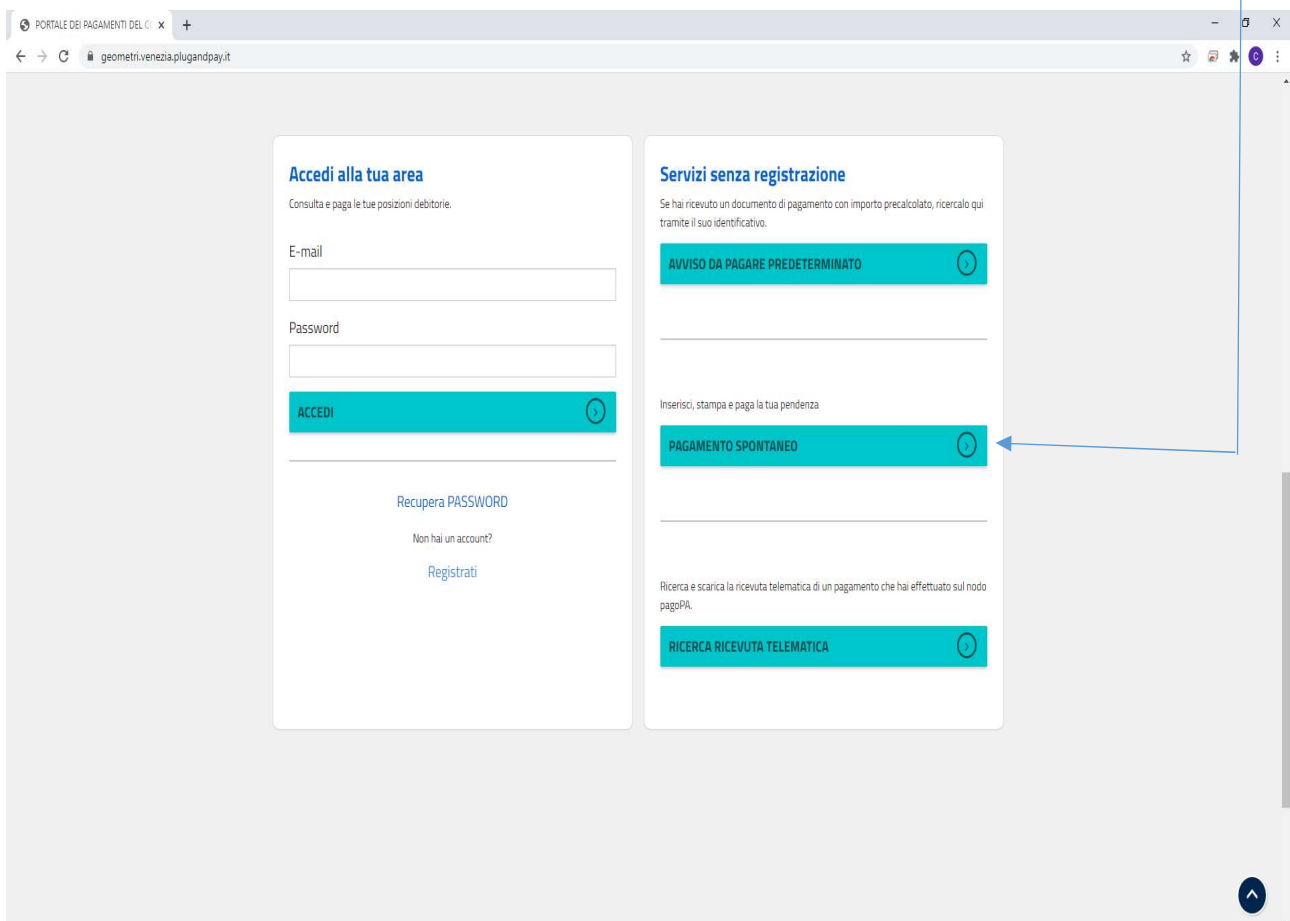 PORTALE DEI PAGAMENTI DEL CO
geometri.venezia.plugandpay.it
C
Accedi alla tua area
Consulta e paga le tue posizioni debitorie.
E-mail
Password
ACCEDI
Recupera PASSWORD
Non hai un account?
Registrati
Servizi senza registrazione
Se hai ricevuto un documento di pagamento con importo precalcolato, ricercalo qui
tramite il suo identificativo.
AVVISO DA PAGARE PREDETERMINATO
Inserisci, stampa e paga la tua pendenza
PAGAMENTO SPONTANEO
Ricerca e scarica la ricevuta telematica di un pagamento che hai effettuato sul nodo
pagoPA.
RICERCA RICEVUTA TELEMATICA